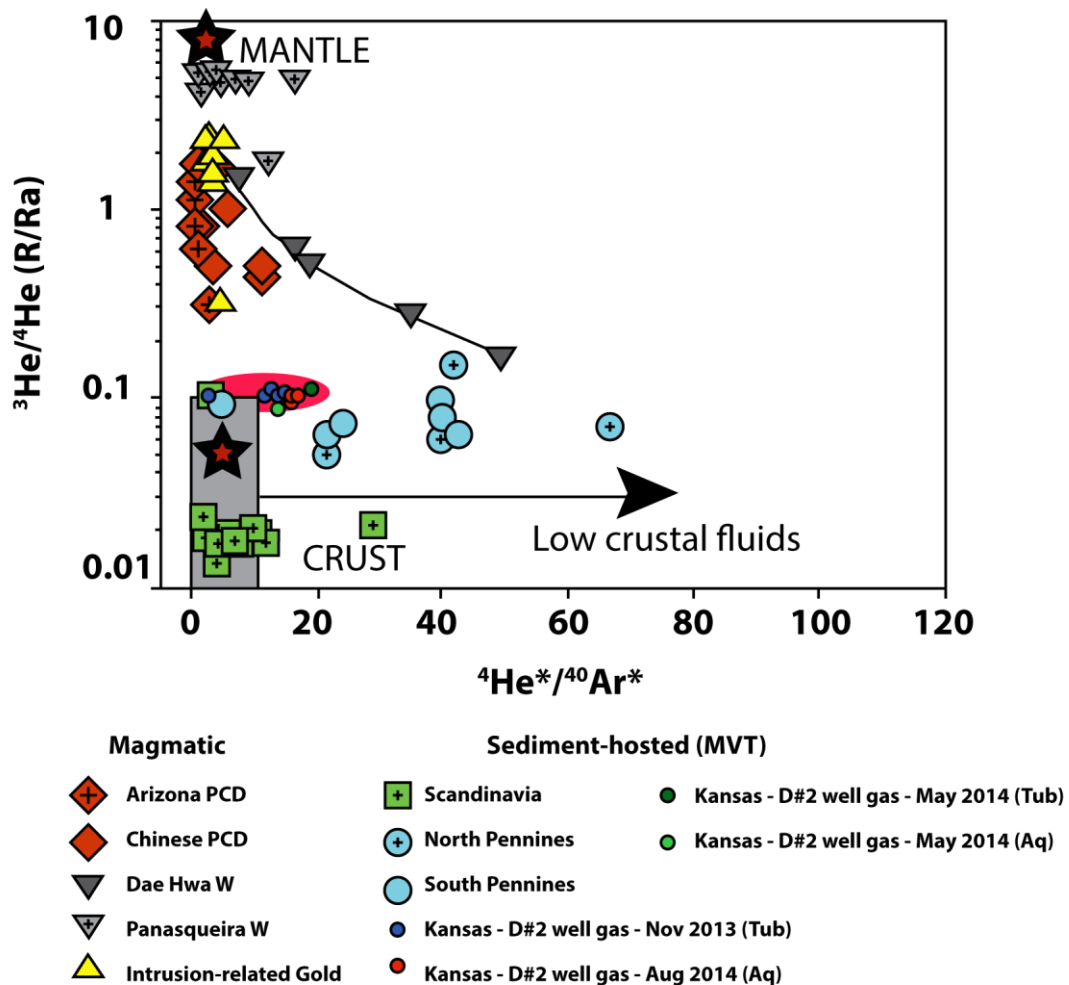 10
MANTLE
1
³He/⁴He (R/Ra)
0.1
CRUST
Low crustal fluids
0.01
0 20 40 60 80 100 120
⁴He*/⁴⁰Ar*
Magmatic
Sediment-hosted (MVT)
Arizona PCD
Scandinavia
Kansas - D#2 well gas - May 2014 (Tub)
Chinese PCD
North Pennines
Kansas - D#2 well gas - May 2014 (Aq)
Dae Hwa W
South Pennines
Panasqueira W
Kansas - D#2 well gas - Nov 2013 (Tub)
Intrusion-related Gold
Kansas - D#2 well gas - Aug 2014 (Aq)